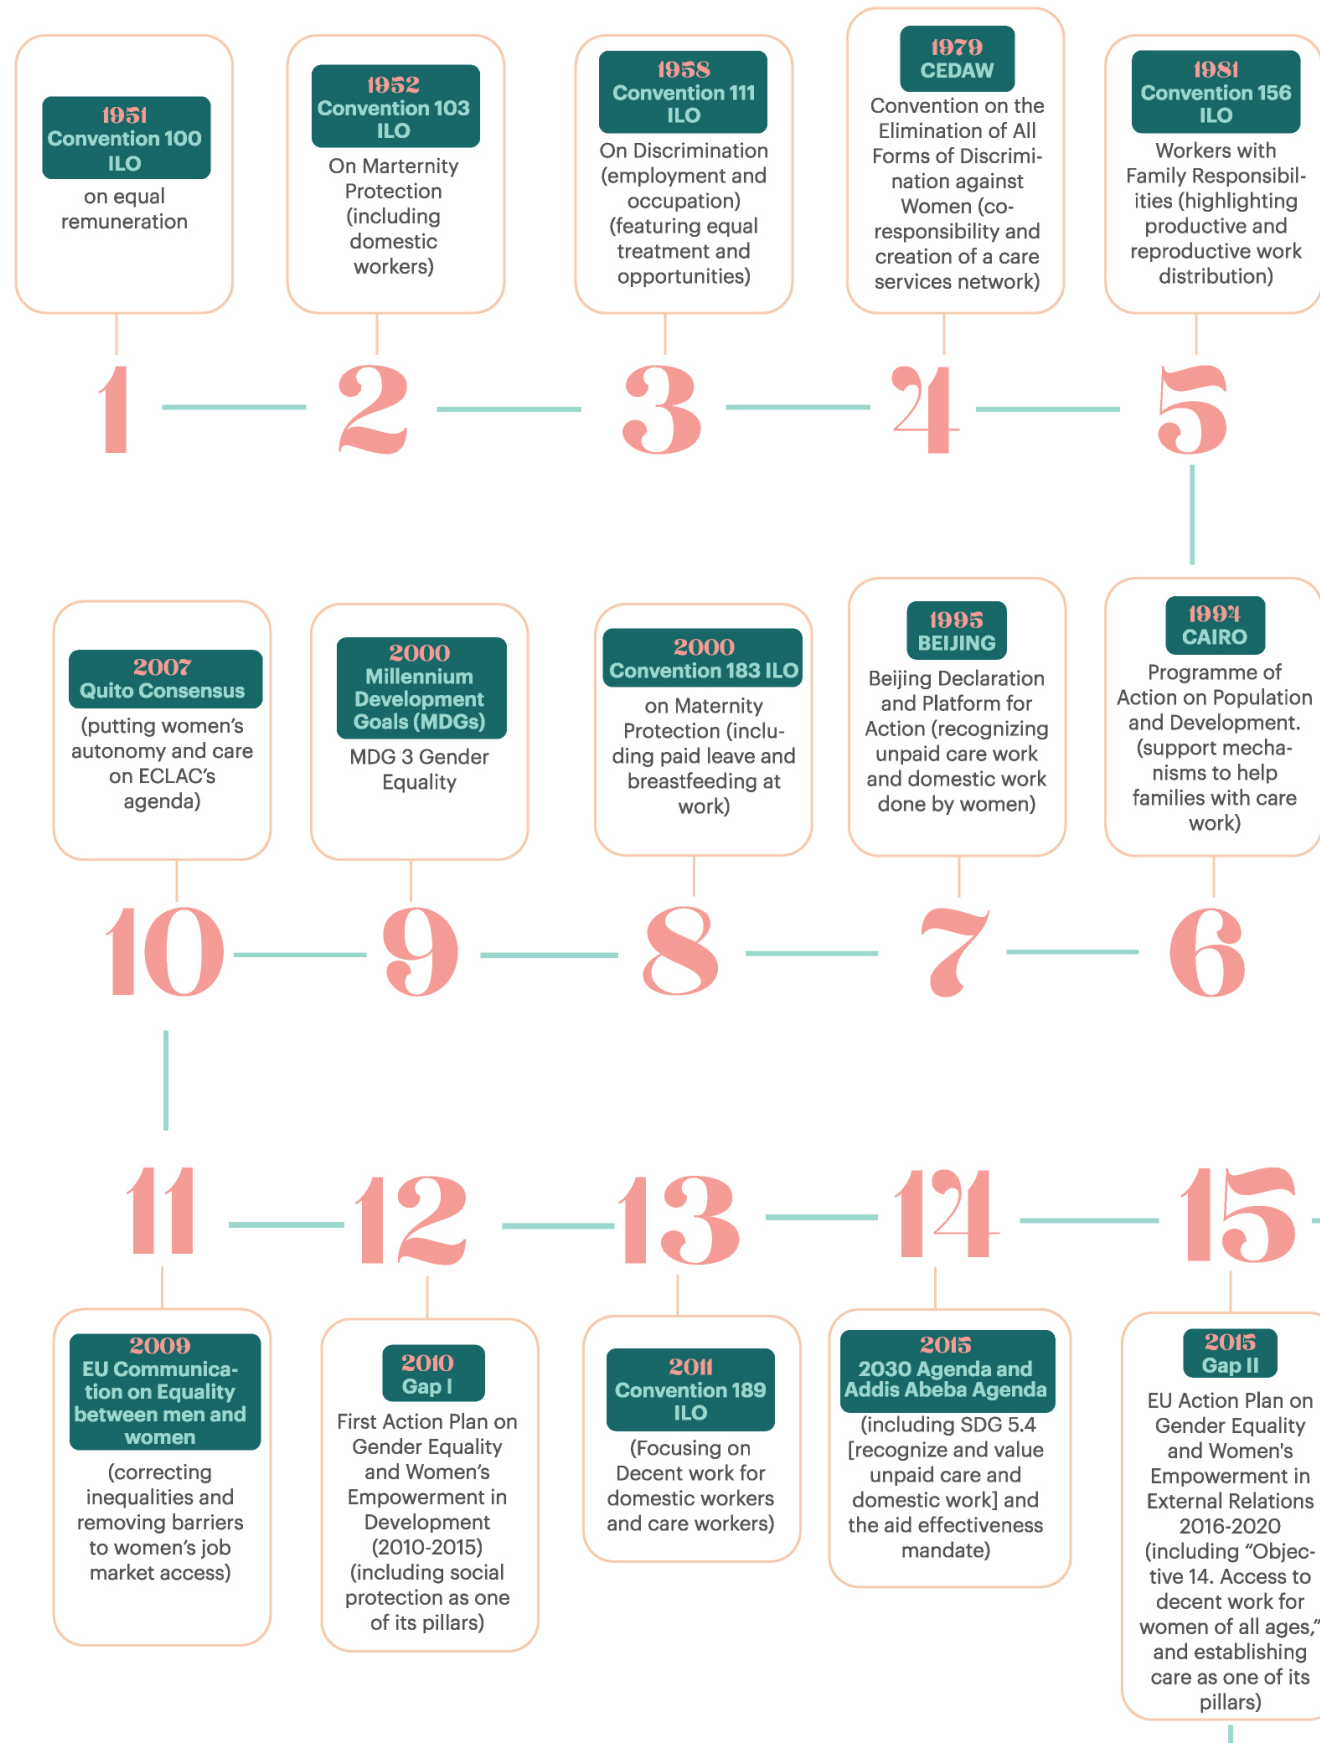 1951
Convention 100
ILO
on equal
remuneration
1
1952
Convention 103
ILO
On Marternity
Protection
(including
domestic
workers)
2
1958
Convention 111
ILO
On Discrimination
(employment and
occupation)
(featuring equal
treatment and
opportunities)
3
1979
CEDAW
Convention on the
Elimination of All
Forms of Discrimi-
nation against
Women (co-
responsibility and
creation of a care
services network)
4
1981
Convention 156
ILO
Workers with
Family Responsibil-
ities (highlighting
productive and
reproductive work
distribution)
5
1994
CAIRO
Programme of
Action on Population
and Development.
(support mecha-
nisms to help
families with care
work)
6
1995
BEIJING
Beijing Declaration
and Platform for
Action (recognizing
unpaid care work
and domestic work
done by women)
7
2000
Convention 183 ILO
on Maternity
Protection (inclu-
ding paid leave and
breastfeeding at
work)
8
2000
Millennium
Development
Goals (MDGs)
MDG 3 Gender
Equality
9
2007
Quito Consensus
(putting women’s
autonomy and care
on ECLAC’s
agenda)
10
11
2009
EU Communica-
tion on Equality
between men and
women
(correcting
inequalities and
removing barriers
to women’s job
market access)
12
2010
Gap I
First Action Plan on
Gender Equality
and Women’s
Empowerment in
Development
(2010-2015)
(including social
protection as one
of its pillars)
13
2011
Convention 189
ILO
(Focusing on
Decent work for
domestic workers
and care workers)
14
2015
2030 Agenda and
Addis Abeba Agenda
(including SDG 5.4
[recognize and value
unpaid care and
domestic work] and
the aid effectiveness
mandate)
15
2015
Gap II
EU Action Plan on
Gender Equality
and Women's
Empowerment in
External Relations
2016-2020
(including “Objec-
tive 14. Access to
decent work for
women of all ages,”
and establishing
care as one of its
pillars)